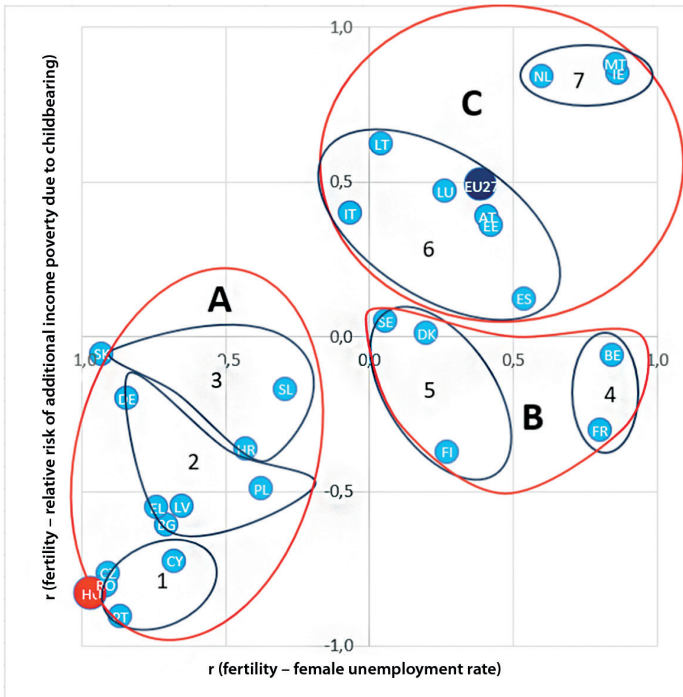 r (fertility – relative risk of additional income poverty due to childbearing)
1,0
MT
IE
NL
7
C
LT
0,5
EU27
LU
IT
AT
EE
6
ES
A
SE
DK
0,0
1,0
,5
0,0
0,5
1,0
SK
BE
3
SL
DE
5
4
B
FR
HR
FI
2
PL
-0,5
EL
LV
BG
CY
CZ
1
RO
HU
PT
-1,0
r (fertility – female unemployment rate)